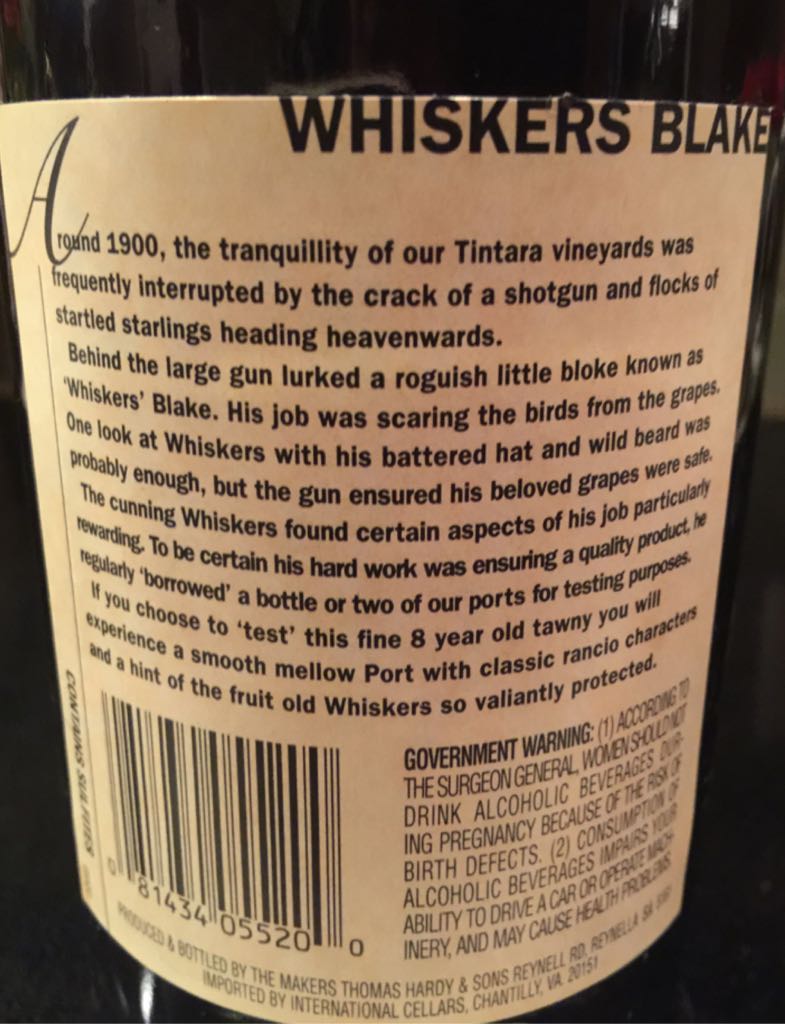 WHISKERS BLAKE
Around 1900, the tranquillity of our Tintara vineyards was
frequently interrupted by the crack of a shotgun and flocks of
startled starlings heading heavenwards.
Behind the large gun lurked a roguish little bloke known as
'Whiskers' Blake. His job was scaring the birds from the grapes.
One look at Whiskers with his battered hat and wild beard was
probably enough, but the gun ensured his beloved grapes were safe.
The cunning Whiskers found certain aspects of his job particularly
rewarding. To be certain his hard work was ensuring a quality product, he
regularly 'borrowed' a bottle or two of our ports for testing purposes.
If you choose to 'test' this fine 8 year old tawny you will
experience a smooth mellow Port with classic rancio characters
and a hint of the fruit old Whiskers so valiantly protected.
CONTAINS SULFITES
0 81434 05520 0
GOVERNMENT WARNING: (1) ACCORDING TO
THE SURGEON GENERAL, WOMEN SHOULD NOT
DRINK ALCOHOLIC BEVERAGES DUR-
ING PREGNANCY BECAUSE OF THE RISK OF
BIRTH DEFECTS. (2) CONSUMPTION OF
ALCOHOLIC BEVERAGES IMPAIRS YOUR
ABILITY TO DRIVE A CAR OR OPERATE MACH-
INERY, AND MAY CAUSE HEALTH PROBLEMS
PRODUCED & BOTTLED BY THE MAKERS THOMAS HARDY & SONS REYNELL RD, REYNELLA SA
IMPORTED BY INTERNATIONAL CELLARS, CHANTILLY, VA 20151